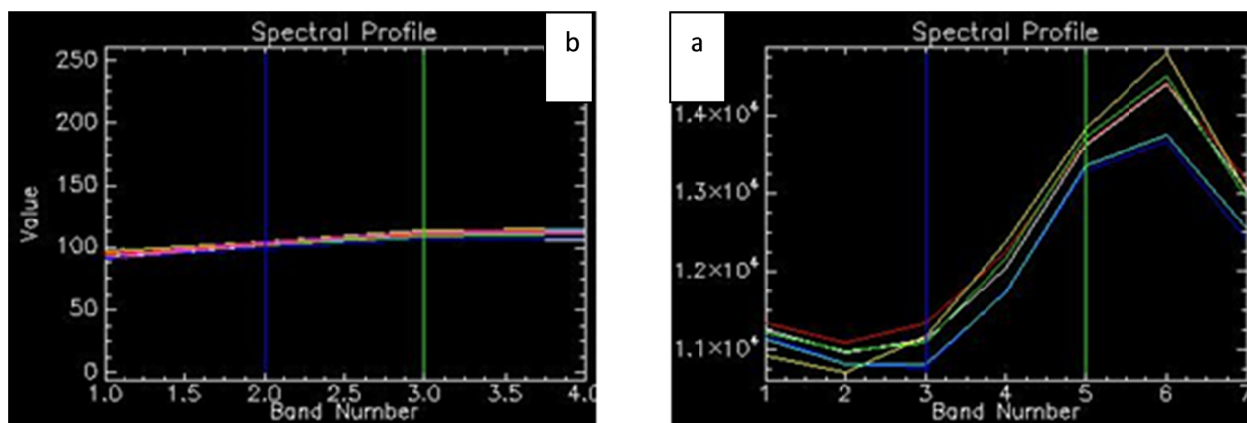 Spectral Profile
b
Value
250
200
150
100
50
0
1.0 1.5 2.0 2.5 3.0 3.5 4.0
Band Number
Spectral Profile
a
1.4×10⁴
1.3×10⁴
1.2×10⁴
1.1×10⁴
1 2 3 4 5 6 7
Band Number